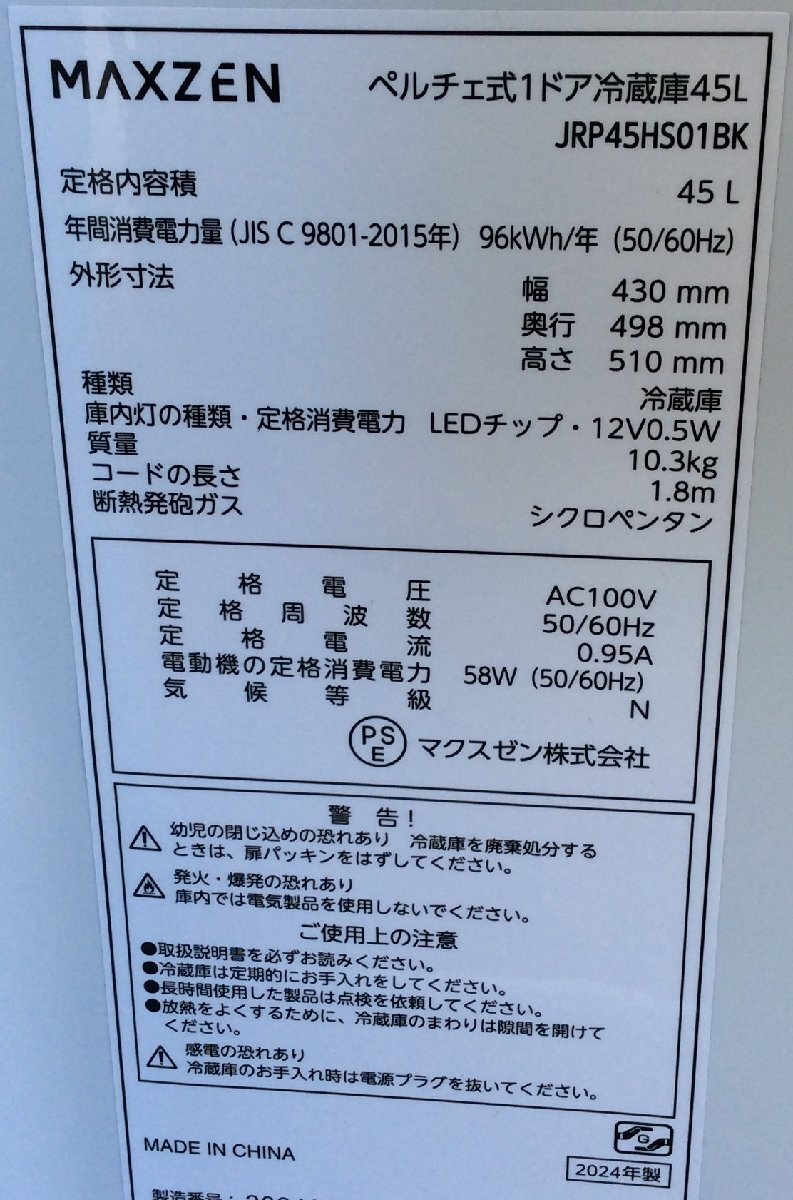 MAXZEN
ペルチェ式1ドア冷蔵庫45L
JRP45HS01BK
定格内容積 45 L
年間消費電力量 (JIS C 9801-2015年) 96kWh/年 (50/60Hz)
外形寸法 幅 430 mm
奥行 498 mm
高さ 510 mm
種類 冷蔵庫
庫内灯の種類・定格消費電力 LEDチップ・12V0.5W
質量 10.3kg
コードの長さ 1.8m
断熱発砲ガス シクロペンタン
定格電圧 AC100V
定格周波数 50/60Hz
定格電流 0.95A
電動機の定格消費電力 58W (50/60Hz)
気候等級 N
PSE マクスゼン株式会社
警告!
幼児の閉じ込めの恐れあり 冷蔵庫を廃棄処分する
ときは、扉パッキンをはずしてください。
発火・爆発の恐れあり
庫内では電気製品を使用しないでください。
ご使用上の注意
●取扱説明書を必ずお読みください。
●冷蔵庫は定期的にお手入れをしてください。
●長時間使用した製品は点検を依頼してください。
●放熱をよくするために、冷蔵庫のまわりは隙間を開けて
ください。
感電の恐れあり
冷蔵庫のお手入れ時は電源プラグを抜いてください。
G
MADE IN CHINA
2024年製
製造番号: